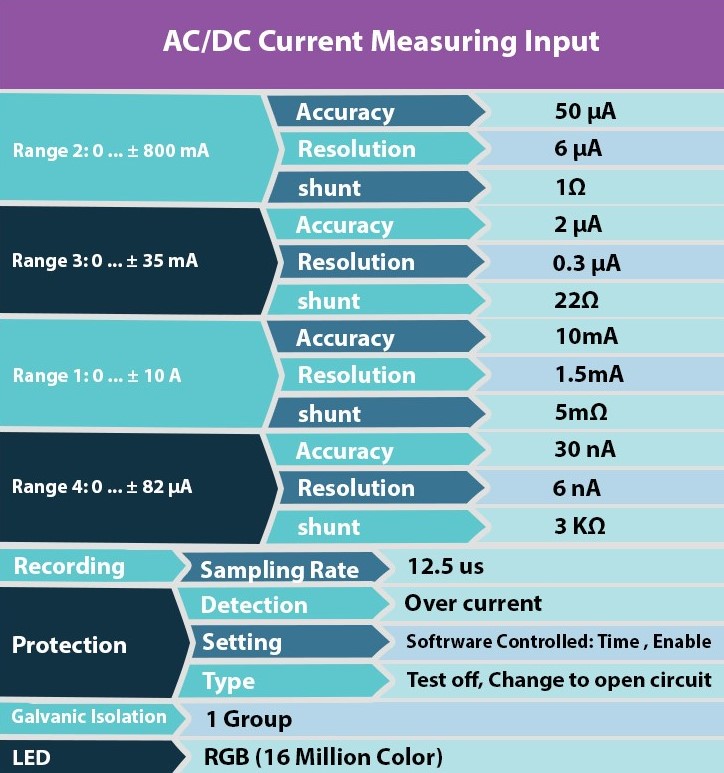 AC/DC Current Measuring Input
Range 2: 0 ... ± 800 mA
Accuracy 50 µA
Resolution 6 µA
shunt 1Ω
Range 3: 0 ... ± 35 mA
Accuracy 2 µA
Resolution 0.3 µA
shunt 22Ω
Range 1: 0 ... ± 10 A
Accuracy 10mA
Resolution 1.5mA
shunt 5mΩ
Range 4: 0 ... ± 82 µA
Accuracy 30 nA
Resolution 6 nA
shunt 3 KΩ
Recording Sampling Rate 12.5 us
Protection
Detection Over current
Setting Softrware Controlled: Time , Enable
Type Test off, Change to open circuit
Galvanic Isolation 1 Group
LED RGB (16 Million Color)